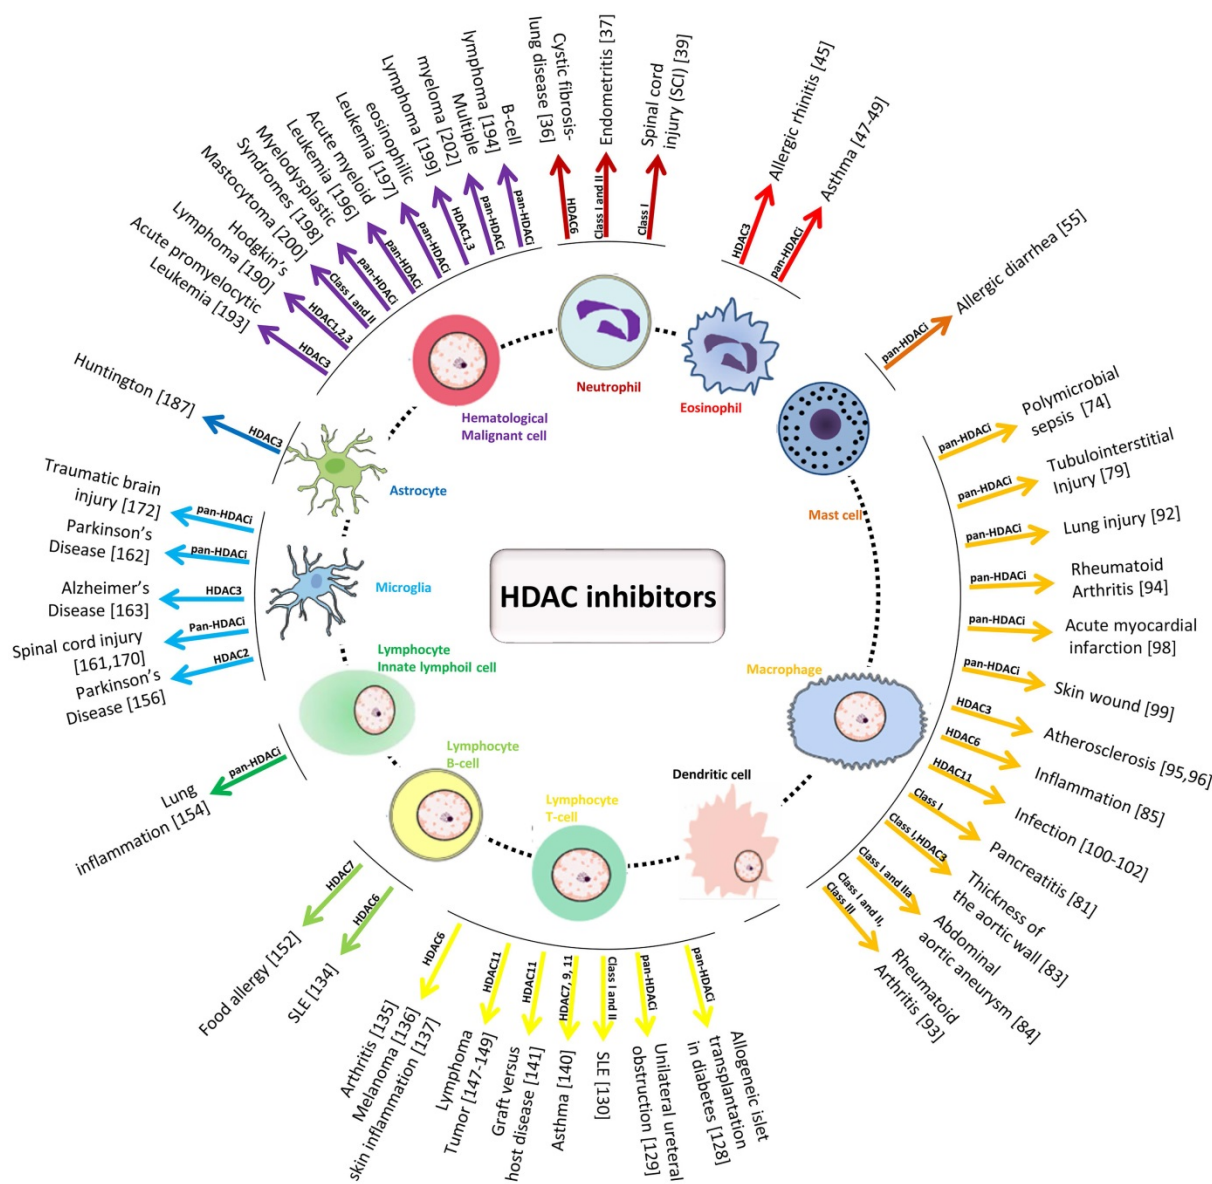 HDAC inhibitors
Neutrophil
HDAC6
Cystic fibrosis-
lung disease [36]
Class I and II
Endometritis [37]
Class I
Spinal cord
injury (SCI) [39]
Eosinophil
HDAC3
Allergic rhinitis [45]
pan-HDACi
Asthma [47-49]
Mast cell
pan-HDACi
Allergic diarrhea [55]
Macrophage
pan-HDACi
Polymicrobial
sepsis [74]
pan-HDACi
Tubulointerstitial
Injury [79]
pan-HDACi
Lung injury [92]
pan-HDACi
Rheumatoid
Arthritis [94]
pan-HDACi
Acute myocardial
infarction [98]
pan-HDACi
Skin wound [99]
HDAC3
Atherosclerosis [95,96]
HDAC6
Inflammation [85]
HDAC11
Infection [100-102]
Class I
Pancreatitis [81]
Class I,HDAC3
Thickness of
the aortic wall [83]
Class I and IIa
Abdominal
aortic aneurysm [84]
Class I and II,
Class III
Rheumatoid
Arthritis [93]
Dendritic cell
Lymphocyte
T-cell
pan-HDACi
Allogeneic islet
transplantation
in diabetes [128]
pan-HDACi
Unilateral ureteral
obstruction [129]
Class I and II
SLE [130]
HDAC7, 9, 11
Asthma [140]
HDAC11
Graft versus
host disease [141]
HDAC11
Lymphoma
Tumor [147-149]
HDAC6
Arthritis [135]
Melanoma [136]
skin inflammation [137]
Lymphocyte
B-cell
HDAC6
SLE [134]
HDAC7
Food allergy [152]
Lymphocyte
Innate lymphoil cell
pan-HDACi
Lung
inflammation [154]
Microglia
HDAC2
Parkinson's
Disease [156]
Pan-HDACi
Spinal cord injury
[161,170]
HDAC3
Alzheimer's
Disease [163]
pan-HDACi
Parkinson's
Disease [162]
pan-HDACi
Traumatic brain
injury [172]
Astrocyte
HDAC3
Huntington [187]
Hematological
Malignant cell
HDAC3
Acute promyelocytic
Leukemia [193]
HDAC1,2,3
Hodgkin's
Lymphoma [190]
Class I and II
Mastocytoma [200]
pan-HDACi
Myelodysplastic
Syndromes [198]
pan-HDACi
Acute myeloid
Leukemia [196]
pan-HDACi
eosinophilic
Leukemia [197]
HDAC1,3
Lymphoma [199]
pan-HDACi
Multiple
myeloma [202]
pan-HDACi
B-cell
lymphoma [194]